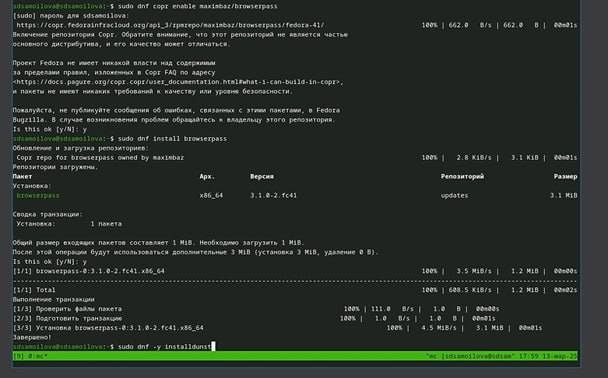 sdsamoilova@sdsamoilova:~$ sudo dnf copr enable maximbaz/browserpass
[sudo] пароль для sdsamoilova:
https://copr.fedorainfracloud.org/api_3/rpmrepo/maximbaz/browserpass/fedora-41/ 100% | 662.0 B/s | 662.0 B | 00m01s
Включение репозитория Copr. Обратите внимание, что этот репозиторий не является частью
основного дистрибутива, и его качество может отличаться.
Проект Fedora не имеет никакой власти над содержимым
за пределами правил, изложенных в Copr FAQ по адресу
<https://docs.pagure.org/copr.copr/user_documentation.html#what-i-can-build-in-copr>,
и пакеты не имеют никаких требований к качеству или уровню безопасности.
Пожалуйста, не публикуйте сообщения об ошибках, связанных с этими пакетами, в Fedora
Bugzilla. В случае возникновения проблем обращайтесь к владельцу этого репозитория.
Is this ok [y/N]: y
sdsamoilova@sdsamoilova:~$ sudo dnf install browserpass
Обновление и загрузка репозиториев:
Copr repo for browserpass owned by maximbaz 100% | 2.8 KiB/s | 3.1 KiB | 00m01s
Репозитории загружены.
Пакет Арх. Версия Репозиторий Размер
Установка:
browserpass x86_64 3.1.0-2.fc41 updates 3.1 MiB
Сводка транзакции:
Установка: 1 пакета
Общий размер входящих пакетов составляет 1 MiB. Необходимо загрузить 1 MiB.
После этой операции будут использоваться дополнительные 3 MiB (установка 3 MiB, удаление 0 B).
Is this ok [y/N]: y
[1/1] browserpass-0:3.1.0-2.fc41.x86_64 100% | 3.5 MiB/s | 1.2 MiB | 00m00s
[1/1] Total 100% | 608.5 KiB/s | 1.2 MiB | 00m02s
Выполнение транзакции
[1/3] Проверить файлы пакета 100% | 111.0 B/s | 1.0 B | 00m00s
[2/3] Подготовить транзакцию 100% | 1.0 B/s | 1.0 B | 00m01s
[3/3] Установка browserpass-0:3.1.0-2.fc41.x86_64 100% | 4.5 MiB/s | 3.1 MiB | 00m01s
Завершено!
sdsamoilova@sdsamoilova:~$ sudo dnf -y installdunst
[9] 0:mc* "mc [sdsamoilova@sdsam" 17:59 13-мар-25